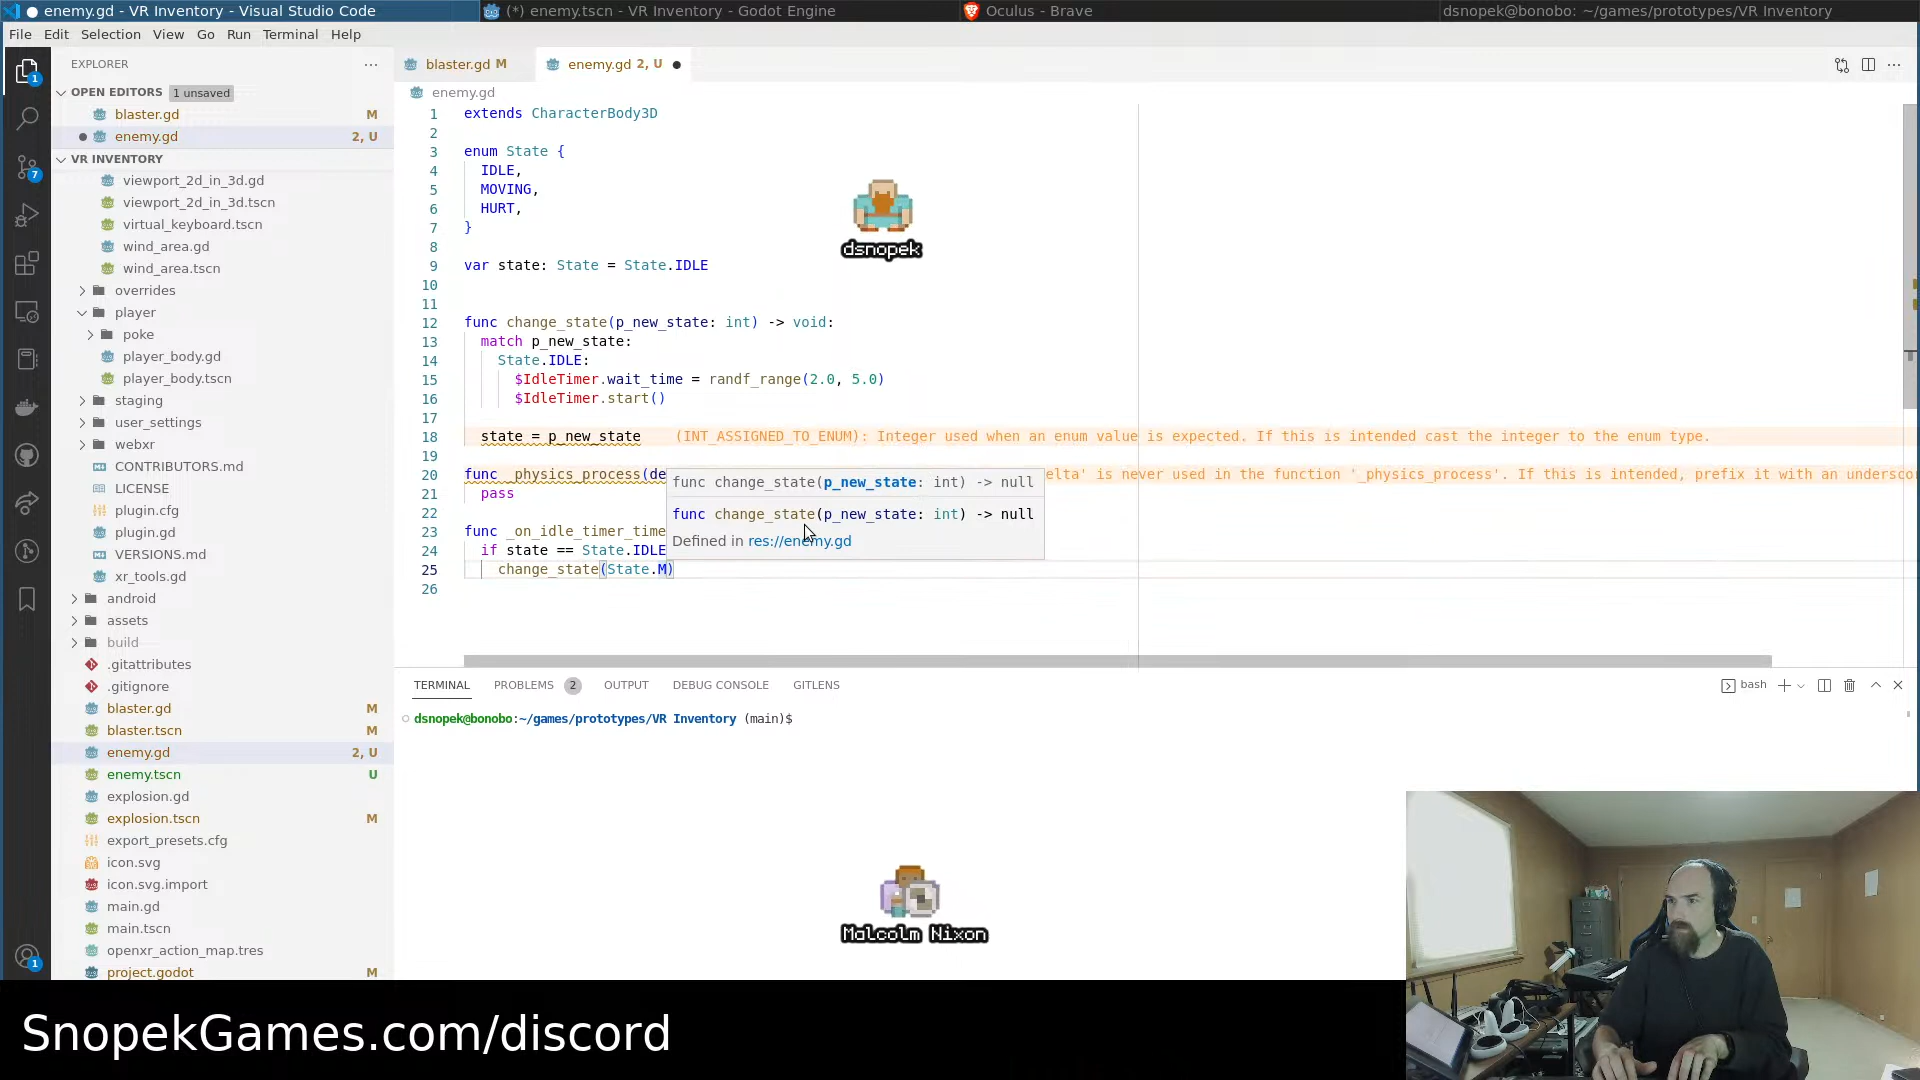 enemy.gd - VR Inventory - Visual Studio Code
(*) enemy.tscn - VR Inventory - Godot Engine
Oculus - Brave
dsnopek@bonobo: ~/games/prototypes/VR Inventory
File Edit Selection View Go Run Terminal Help
EXPLORER
OPEN EDITORS 1 unsaved
blaster.gd M
enemy.gd 2, U
VR INVENTORY
viewport_2d_in_3d.gd
viewport_2d_in_3d.tscn
virtual_keyboard.tscn
wind_area.gd
wind_area.tscn
overrides
player
poke
player_body.gd
player_body.tscn
staging
user_settings
webxr
CONTRIBUTORS.md
LICENSE
plugin.cfg
plugin.gd
VERSIONS.md
xr_tools.gd
android
assets
build
.gitattributes
.gitignore
blaster.gd M
blaster.tscn M
enemy.gd 2, U
enemy.tscn U
explosion.gd
explosion.tscn M
export_presets.cfg
icon.svg
icon.svg.import
main.gd
main.tscn
openxr_action_map.tres
project.godot M
1
7
1
blaster.gd M
enemy.gd 2, U
enemy.gd
1 extends CharacterBody3D
2
3 enum State {
4 IDLE,
5 MOVING,
6 HURT,
7 }
8
9 var state: State = State.IDLE
10
11
12 func change_state(p_new_state: int) -> void:
13 match p_new_state:
14 State.IDLE:
15 $IdleTimer.wait_time = randf_range(2.0, 5.0)
16 $IdleTimer.start()
17
18 state = p_new_state (INT_ASSIGNED_TO_ENUM): Integer used when an enum value is expected. If this is intended cast the integer to the enum type.
19
20 func _physics_process(de elta' is never used in the function '_physics_process'. If this is intended, prefix it with an undersco
21 pass
22
23 func _on_idle_timer_time
24 if state == State.IDLE
25 change_state(State.M)
26
func change_state(p_new_state: int) -> null
func change_state(p_new_state: int) -> null
Defined in res://enemy.gd
dsnopek
TERMINAL PROBLEMS 2 OUTPUT DEBUG CONSOLE GITLENS
bash
dsnopek@bonobo:~/games/prototypes/VR Inventory (main)$
Malcolm Nixon
SnopekGames.com/discord